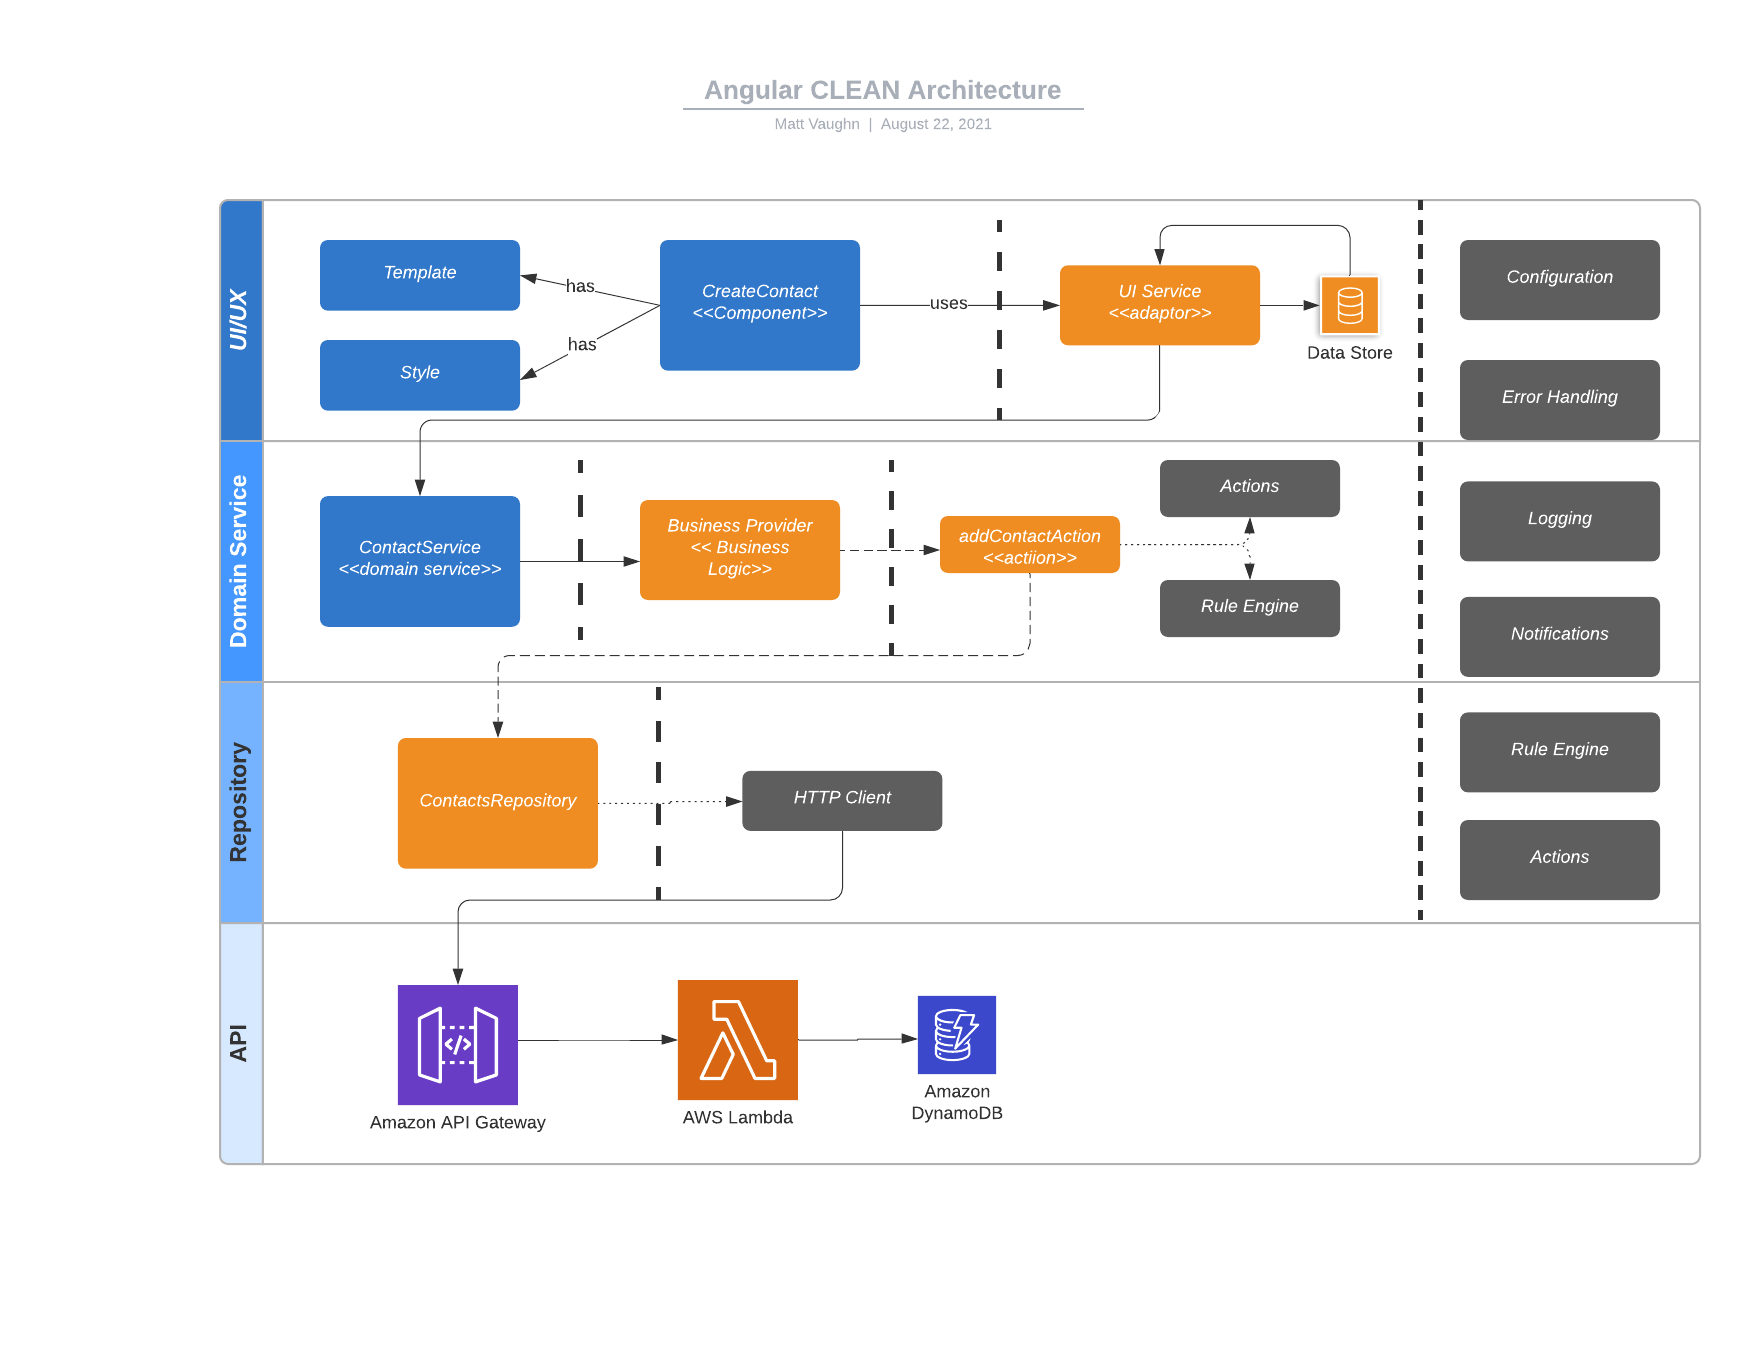 Angular CLEAN Architecture
Matt Vaughn | August 22, 2021
UI/UX
Template
has
CreateContact
<<Component>>
uses
UI Service
<<adaptor>>
Data Store
Configuration
Style
has
Error Handling
Domain Service
ContactService
<<domain service>>
Business Provider
<< Business
Logic>>
addContactAction
<<actiion>>
Actions
Rule Engine
Logging
Notifications
Repository
ContactsRepository
HTTP Client
Rule Engine
Actions
API
Amazon API Gateway
AWS Lambda
Amazon
DynamoDB